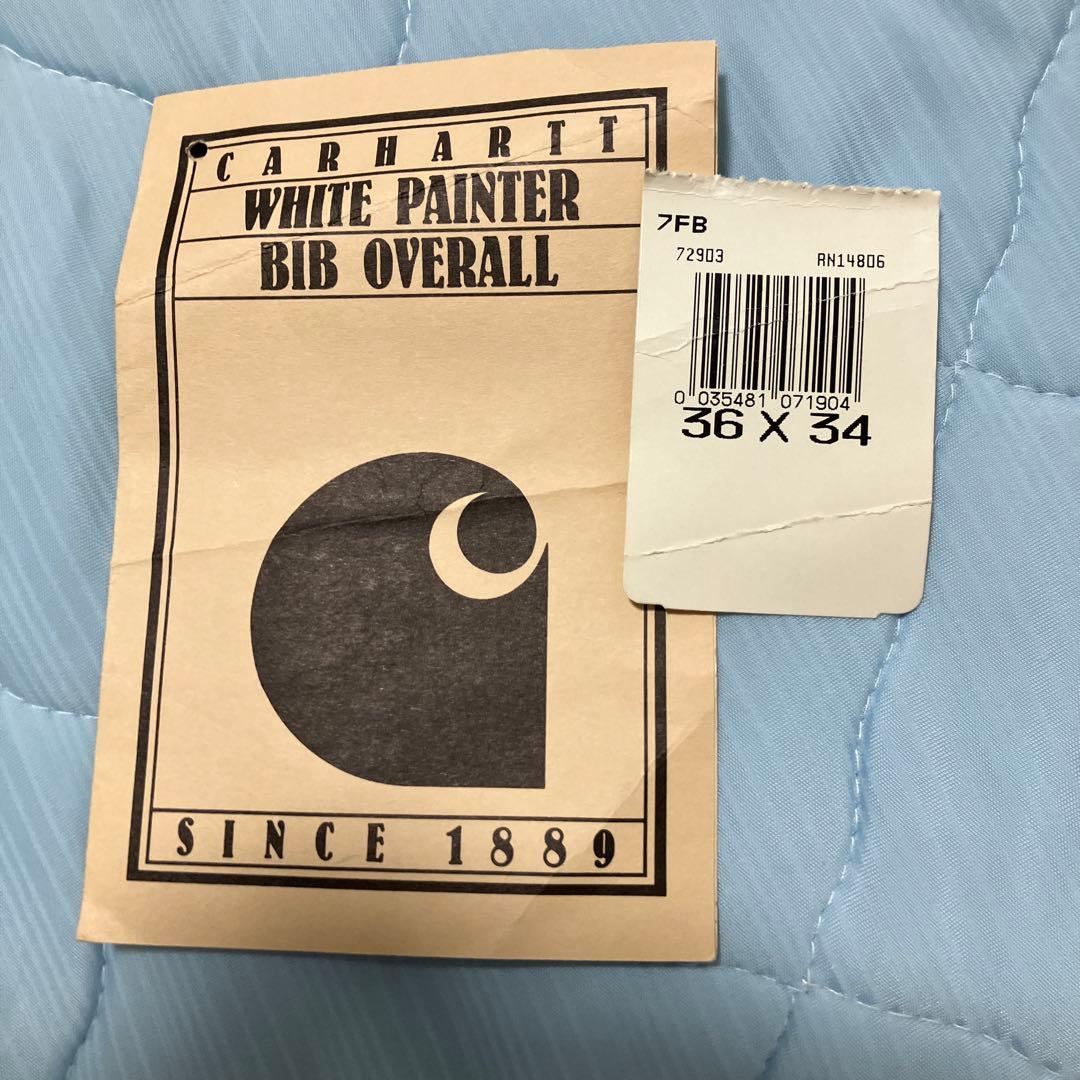 CARHARTT
WHITE PAINTER
BIB OVERALL
SINCE 1889
7FB
72903 RN14806
0 035481 071904
36 X 34